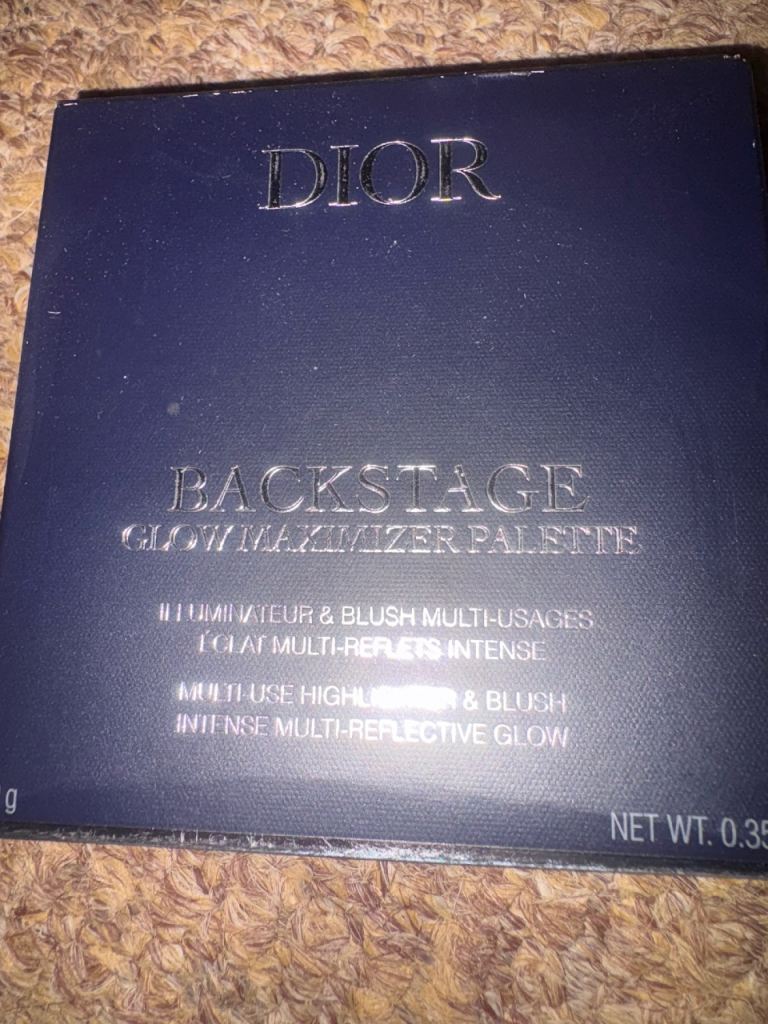 DIOR
BACKSTAGE
GLOW MAXIMIZER PALETTE
ILLUMINATEUR & BLUSH MULTI-USAGES
ÉCLAT MULTI-REFLETS INTENSE
MULTI-USE HIGHLIGHTER & BLUSH
INTENSE MULTI-REFLECTIVE GLOW
g
NET WT. 0.35